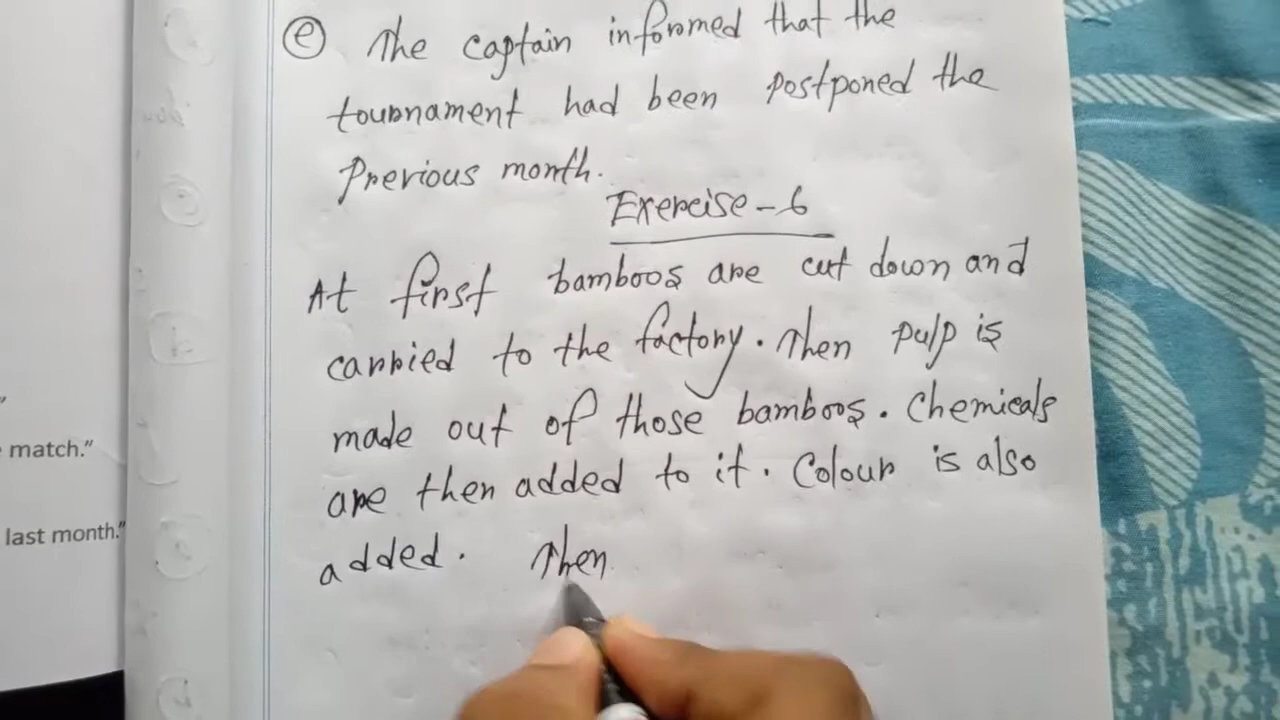 match."
last month."
ⓔ The captain informed that the
tournament had been postponed the
previous month.
Exercise-6
At first bamboos are cut down and
carried to the factory. Then pulp is
made out of those bamboos. Chemicals
are then added to it. Colour is also
added. Then